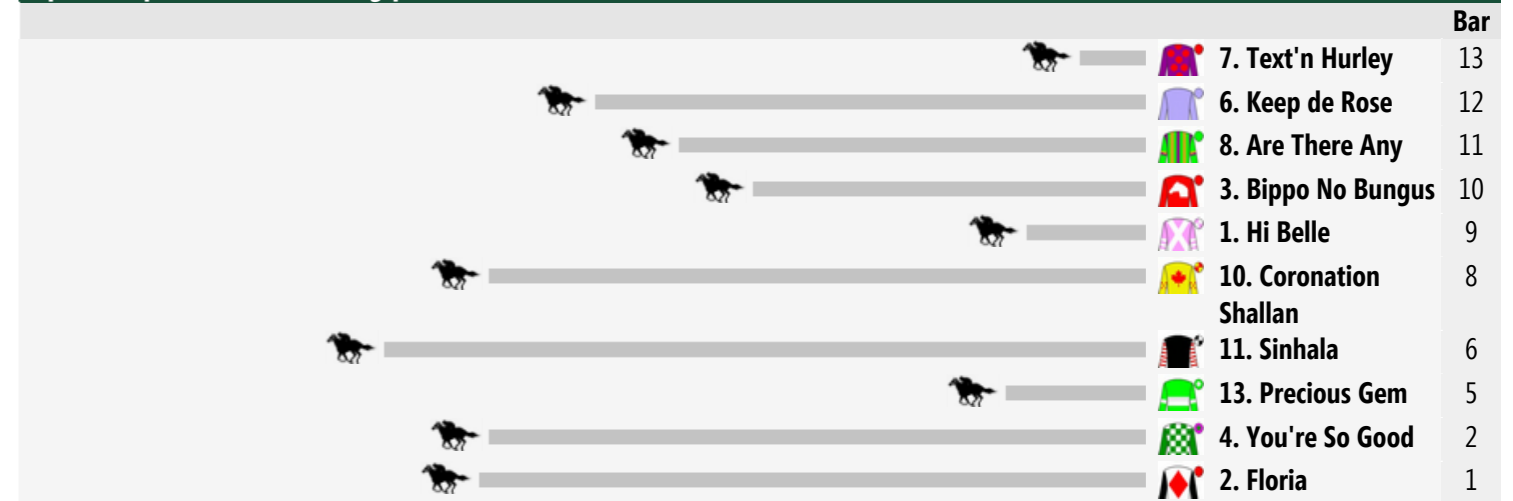 Bar
7. Text'n Hurley 13
6. Keep de Rose 12
8. Are There Any 11
3. Bippo No Bungus 10
1. Hi Belle 9
10. Coronation 8
Shallan
11. Sinhala 6
13. Precious Gem 5
4. You're So Good 2
2. Floria 1